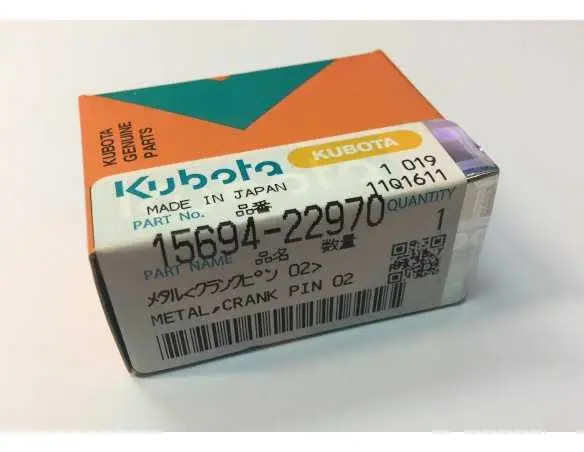 KUBOTA
GENUINE
PARTS
Kubota
KUBOTA
MADE IN JAPAN
1 019
11Q1611
PART No. 品番
QUANTITY
15694-22970
数量
1
PART NAME 品名
メタル<クランクピン 02>
METAL,CRANK PIN 02